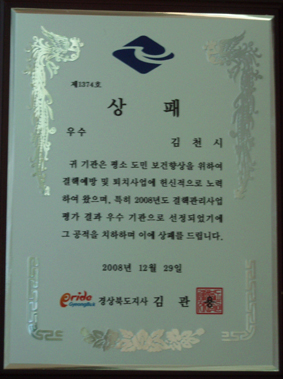 제1274호
상 패
우수
김 천 시
귀 기관은 평소 도민 보건향상을 위하여
결핵예방 및 퇴치사업에 헌신적으로 노력
하여 왔으며, 특히 2008년도 결핵관리사업
평가 결과 우수 기관으로 선정되었기에
그 공적을 치하하며 이에 상패를 드립니다.
2008년 12월 29일
Pride GyeongBuk 경상북도지사 김 관 용